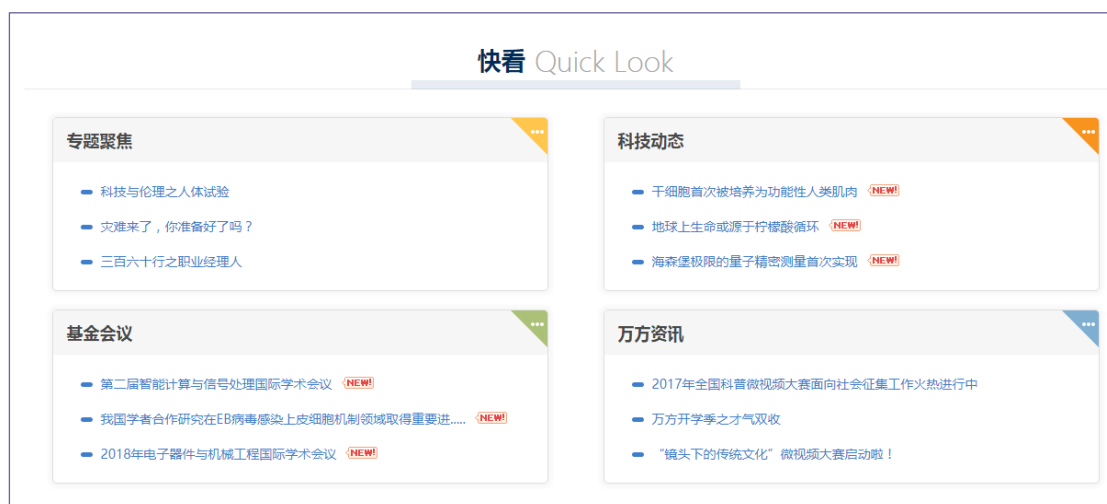 快看 Quick Look
专题聚焦
科技与伦理之人体试验
灾难来了，你准备好了吗？
三百六十行之职业经理人
科技动态
干细胞首次被培养为功能性人类肌肉 NEW!
地球上生命或源于柠檬酸循环 NEW!
海森堡极限的量子精密测量首次实现 NEW!
基金会议
第二届智能计算与信号处理国际学术会议 NEW!
我国学者合作研究在EB病毒感染上皮细胞机制领域取得重要进..... NEW!
2018年电子器件与机械工程国际学术会议 NEW!
万方资讯
2017年全国科普微视频大赛面向社会征集工作火热进行中
万方开学季之才气双收
“镜头下的传统文化”微视频大赛启动啦！